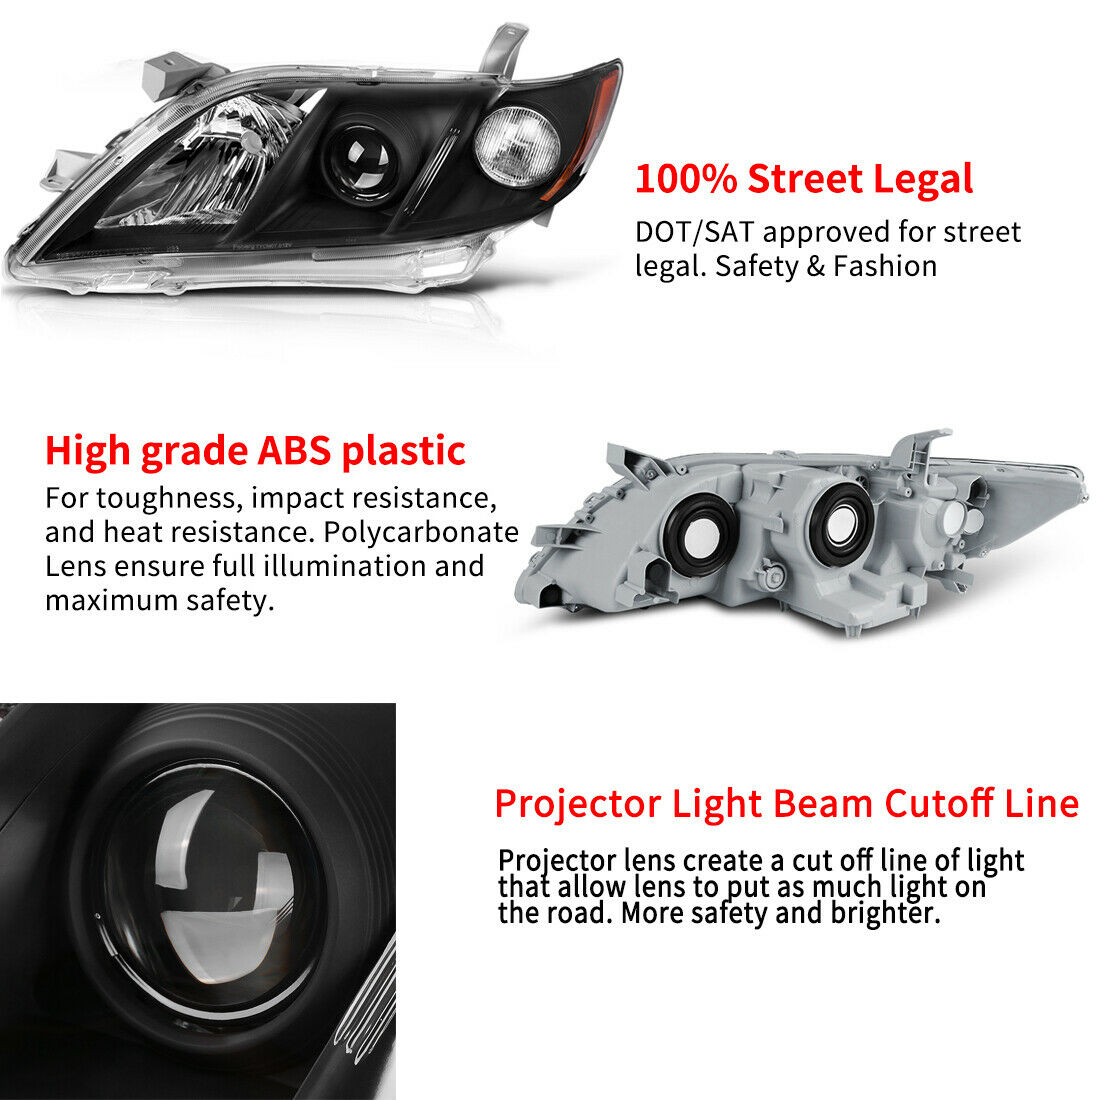 100% Street Legal
DOT/SAT approved for street
legal. Safety & Fashion
High grade ABS plastic
For toughness, impact resistance,
and heat resistance. Polycarbonate
Lens ensure full illumination and
maximum safety.
Projector Light Beam Cutoff Line
Projector lens create a cut off line of light
that allow lens to put as much light on
the road. More safety and brighter.